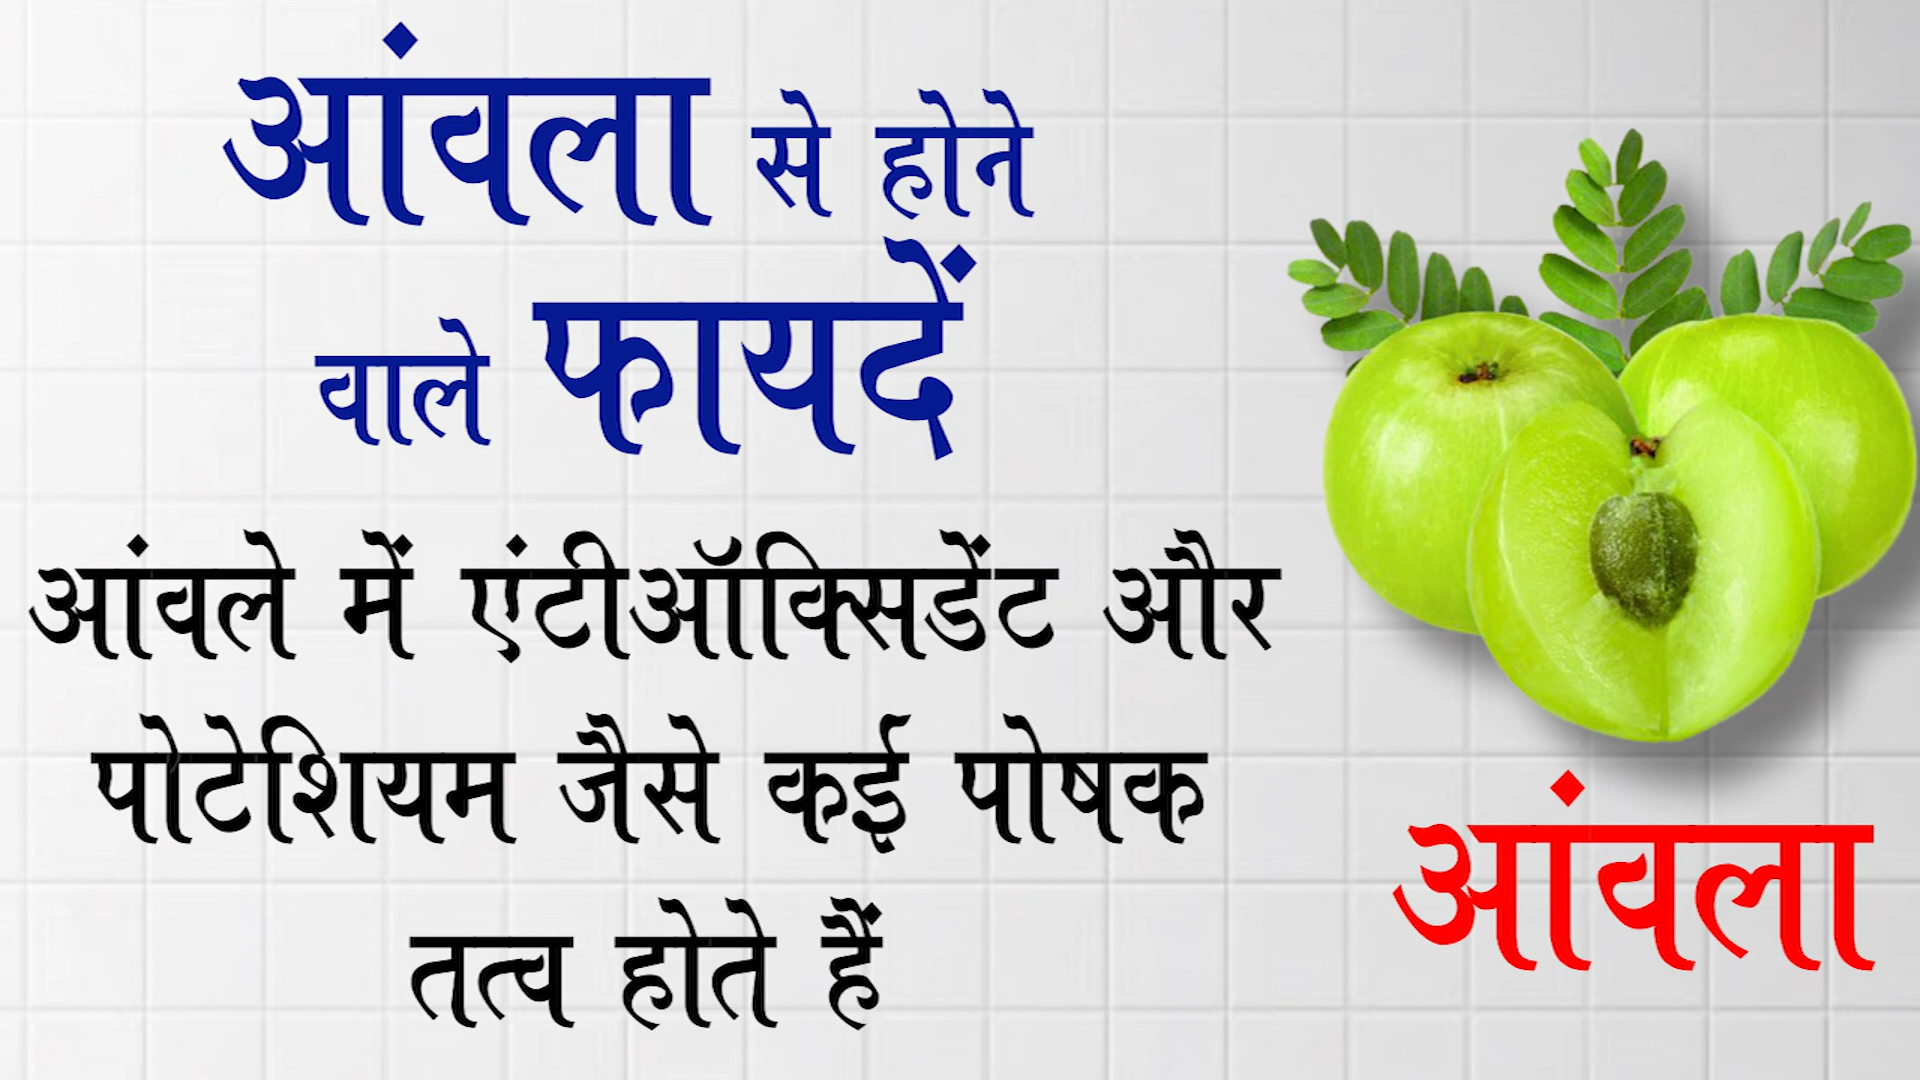 आंवला से होने
वाले फायदें
आंवले में एंटीऑक्सिडेंट और
पोटेशियम जैसे कई पोषक
तत्व होते हैं
आंवला